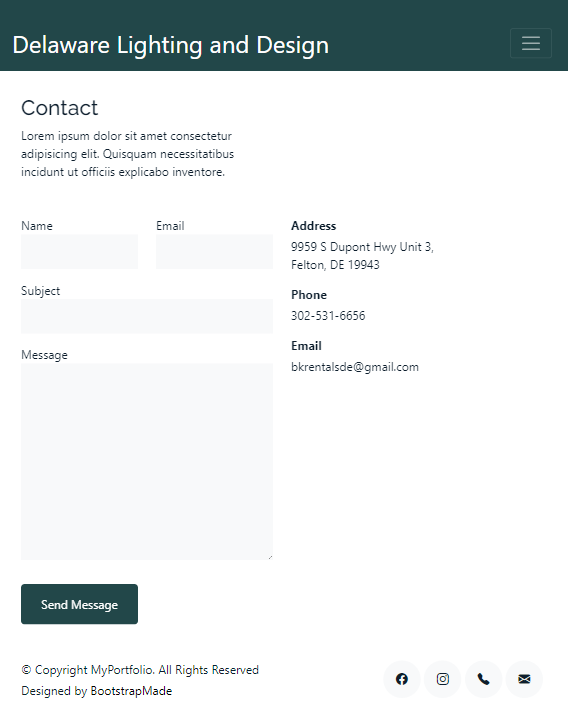 Delaware Lighting and Design
Contact
Lorem ipsum dolor sit amet consectetur
adipisicing elit. Quisquam necessitatibus
incidunt ut officiis explicabo inventore.
Name
Email
Subject
Message
Send Message
Address
9959 S Dupont Hwy Unit 3,
Felton, DE 19943
Phone
302-531-6656
Email
bkrentalsde@gmail.com
© Copyright MyPortfolio. All Rights Reserved
Designed by BootstrapMade